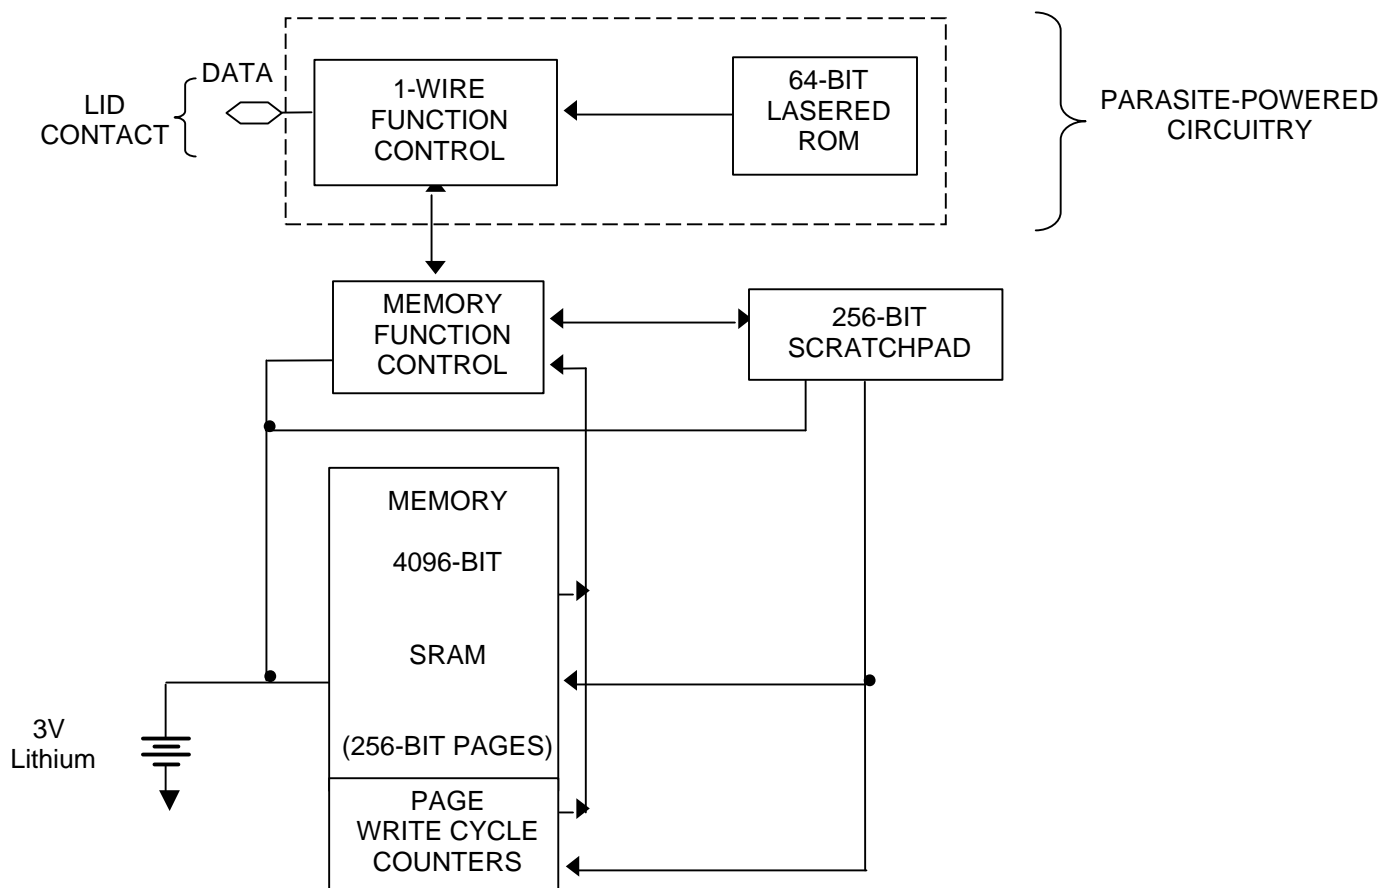 DATA
LID
CONTACT
1-WIRE
FUNCTION
CONTROL
64-BIT
LASERED
ROM
PARASITE-POWERED
CIRCUITRY
MEMORY
FUNCTION
CONTROL
256-BIT
SCRATCHPAD
MEMORY
4096-BIT
SRAM
(256-BIT PAGES)
3V
Lithium
PAGE
WRITE CYCLE
COUNTERS